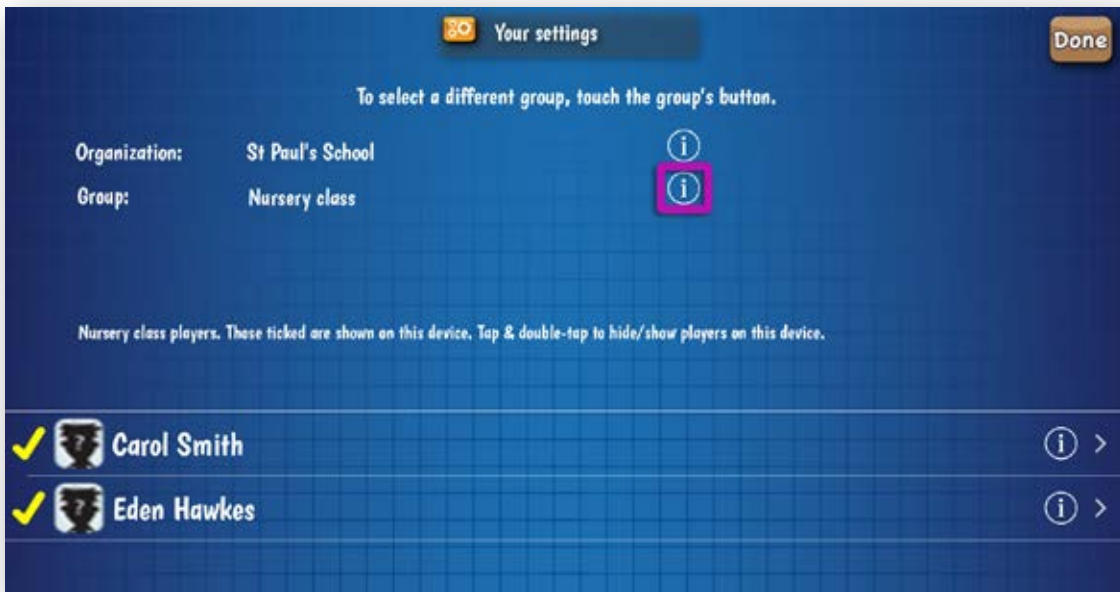 Your settings
Done
To select a different group, touch the group's button.
Organization: St Paul's School
Group: Nursery class
Nursery class players. Those ticked are shown on this device. Tap & double-tap to hide/show players on this device.
Carol Smith
Eden Hawkes